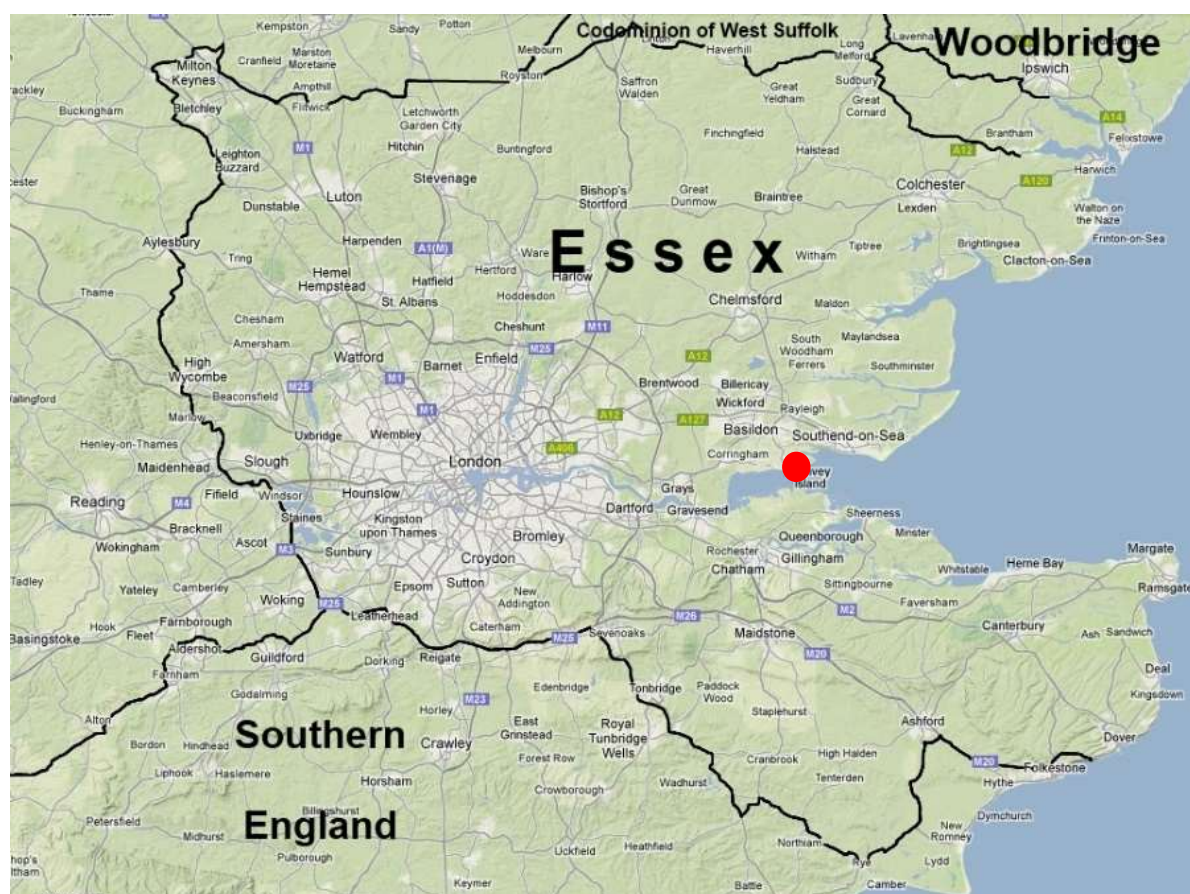 Kempston
Sandy
Potton
Codominion of West Suffolk
Woodbridge
Milton
Keynes
Cranfield
Marston
Moretaine
Melbourn
Haverhill
Long
Melford
Ipswich
Buckingham
Bletchley
Ampthill
Flitwick
Royston
Saffron
Walden
Great
Yeldham
Sudbury
Great
Cornard
Letchworth
Garden City
A14
Felixstowe
M1
Hitchin
Buntingford
Finchingfield
Halstead
Brantham
A12
Harwich
Leighton
Buzzard
Stevenage
A120
Luton
Bishop's
Stortford
Great
Dunmow
Braintree
Colchester
Lexden
Dunstable
Walton on
the Naze
Aylesbury
Harpenden
A1(M)
Ware
Essex
Tiptree
Brightlingsea
Frinton-on-Sea
Tring
Hertford
Harlow
Witham
Clacton-on-Sea
Thame
Hemel
Hempstead
Hatfield
St. Albans
Hoddesdon
Chelmsford
Maldon
Chesham
Amersham
Cheshunt
M11
South
Woodham
Ferrers
Maylandsea
High
Wycombe
Watford
Barnet
Enfield
M25
A12
Southminster
M25
M1
Brentwood
Billericay
Wickford
Beaconsfield
M1
A12
A127
Rayleigh
Marlow
Uxbridge
Wembley
A406
Basildon
Southend-on-Sea
Henley-on-Thames
Maidenhead
Slough
London
Corringham
Island
Reading
M4
Fifield
Windsor
Hounslow
Grays
Dartford
Gravesend
Sheerness
Bracknell
Staines
Kingston
upon Thames
Bromley
Queenborough
Minster
Wokingham
Ascot
M3
Sunbury
Croydon
Rochester
Chatham
Gillingham
Margate
Herne Bay
Whitstable
Ramsgate
Tadley
Yateley
Camberley
Epsom
Sutton
New
Addington
Sittingbourne
Woking
M25
M2
Faversham
Hook
Fleet
Farnborough
Leatherhead
Caterham
M26
Canterbury
Ash
Sandwich
Basingstoke
Aldershot
Guildford
Dorking
Reigate
M25
Sevenoaks
Maidstone
M20
Deal
Farnham
Godalming
Edenbridge
Tonbridge
Paddock
Wood
Kingsdown
Alton
M23
Horley
East
Grinstead
Royal
Tunbridge
Wells
Staplehurst
Ashford
Dover
Bordon
Hindhead
Southern
Crawley
Forest Row
Cranbrook
High Halden
M20
Folkestone
Liphook
Haslemere
Horsham
Crowborough
Wadhurst
Tenterden
Hythe
Petersfield
Billingshurst
England
Dymchurch
Midhurst
Pulborough
Uckfield
Heathfield
Northiam
New
Romney
Rye
Lydd
Keymer
Battle
Camber